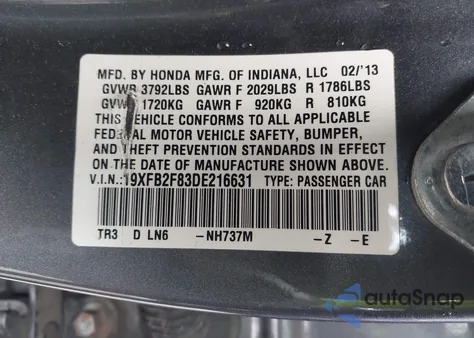 MFD. BY HONDA MFG. OF INDIANA, LLC 02/'13
GVWR 3792LBS GAWR F 2029LBS R 1786LBS
GVWR 1720KG GAWR F 920KG R 810KG
THIS VEHICLE CONFORMS TO ALL APPLICABLE
FEDERAL MOTOR VEHICLE SAFETY, BUMPER,
AND THEFT PREVENTION STANDARDS IN EFFECT
ON THE DATE OF MANUFACTURE SHOWN ABOVE.
V.I.N.: 19XFB2F83DE216631 TYPE: PASSENGER CAR
TR3 D LN6 –NH737M –Z –E
autoSnap